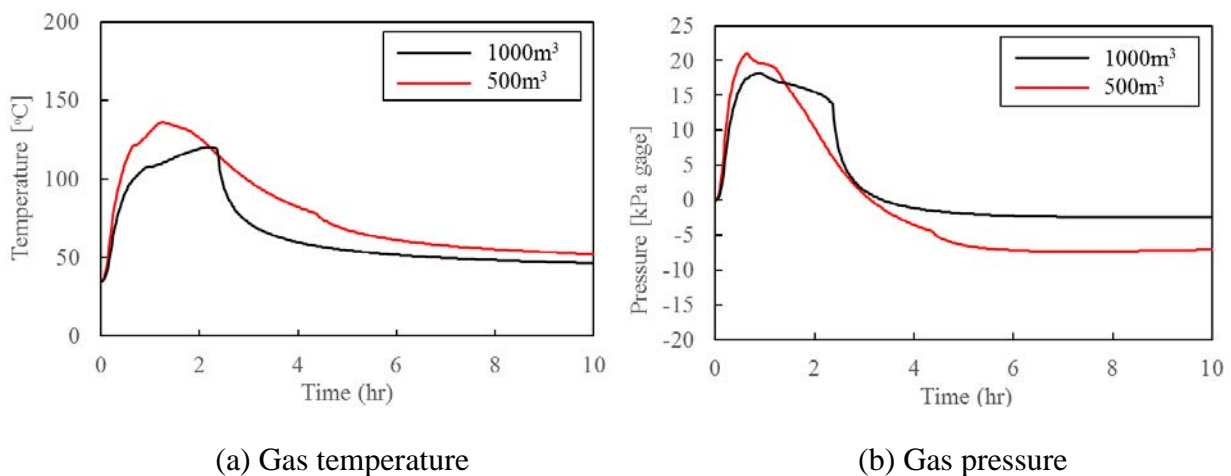 200
150
100
50
0
0 2 4 6 8 10
Temperature [°C]
Time (hr)
1000m³
500m³
(a) Gas temperature
25
20
15
10
5
0
-5
-10
-15
-20
0 2 4 6 8 10
Pressure [kPa gage]
Time (hr)
1000m³
500m³
(b) Gas pressure